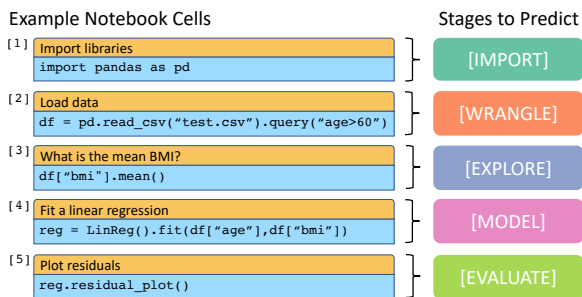 Example Notebook Cells
Stages to Predict
[1]
Import libraries
import pandas as pd
[IMPORT]
[2]
Load data
df = pd.read_csv(“test.csv”).query(“age>60”)
[WRANGLE]
[3]
What is the mean BMI?
df[“bmi"].mean()
[EXPLORE]
[4]
Fit a linear regression
reg = LinReg().fit(df[“age”],df[“bmi”])
[MODEL]
[5]
Plot residuals
reg.residual_plot()
[EVALUATE]